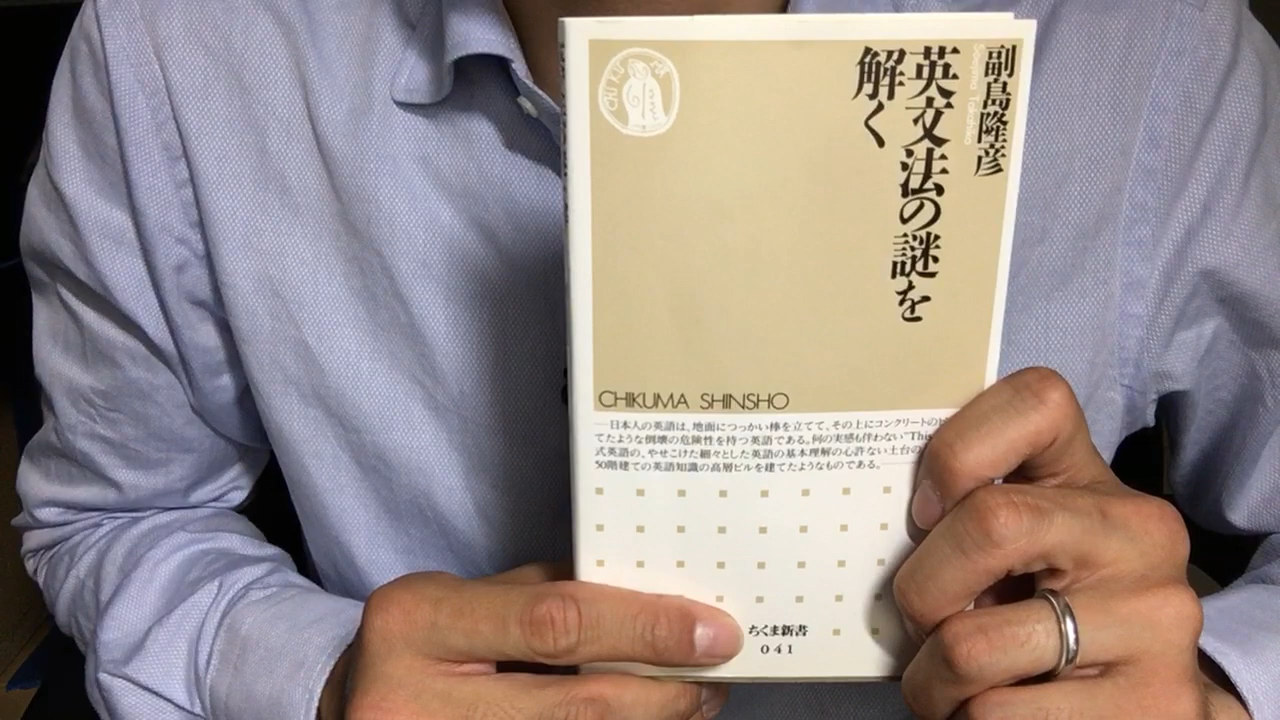 副島隆彦
Soejima Takahiko
英文法の謎を
解く
CHIKUMA
CHIKUMA SHINSHO
―日本人の英語は、地面につっかい棒を立てて、その上にコンクリートの
てたような倒壊の危険性を持つ英語である。何の実感も伴わない“This
式英語の、やせこけた細々とした英語の基本理解の心許ない土台の
50階建ての英語知識の高層ビルを建てたようなものである。―
ちくま新書
041